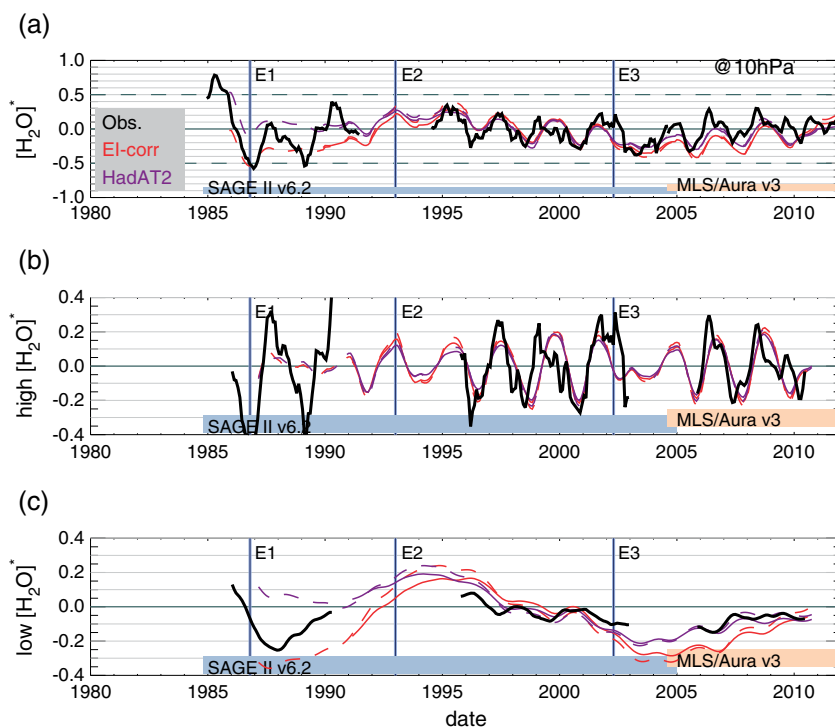 (a)
@10hPa
E1 E2 E3
1.0
0.5
0.0
-0.5
-1.0
[H₂O]*
Obs.
EI-corr
HadAT2
SAGE II v6.2
MLS/Aura v3
1980 1985 1990 1995 2000 2005 2010
(b)
E1 E2 E3
0.4
0.2
0.0
-0.2
-0.4
high [H₂O]*
SAGE II v6.2
MLS/Aura v3
1980 1985 1990 1995 2000 2005 2010
(c)
E1 E2 E3
0.4
0.2
0.0
-0.2
-0.4
low [H₂O]*
SAGE II v6.2
MLS/Aura v3
1980 1985 1990 1995 2000 2005 2010
date